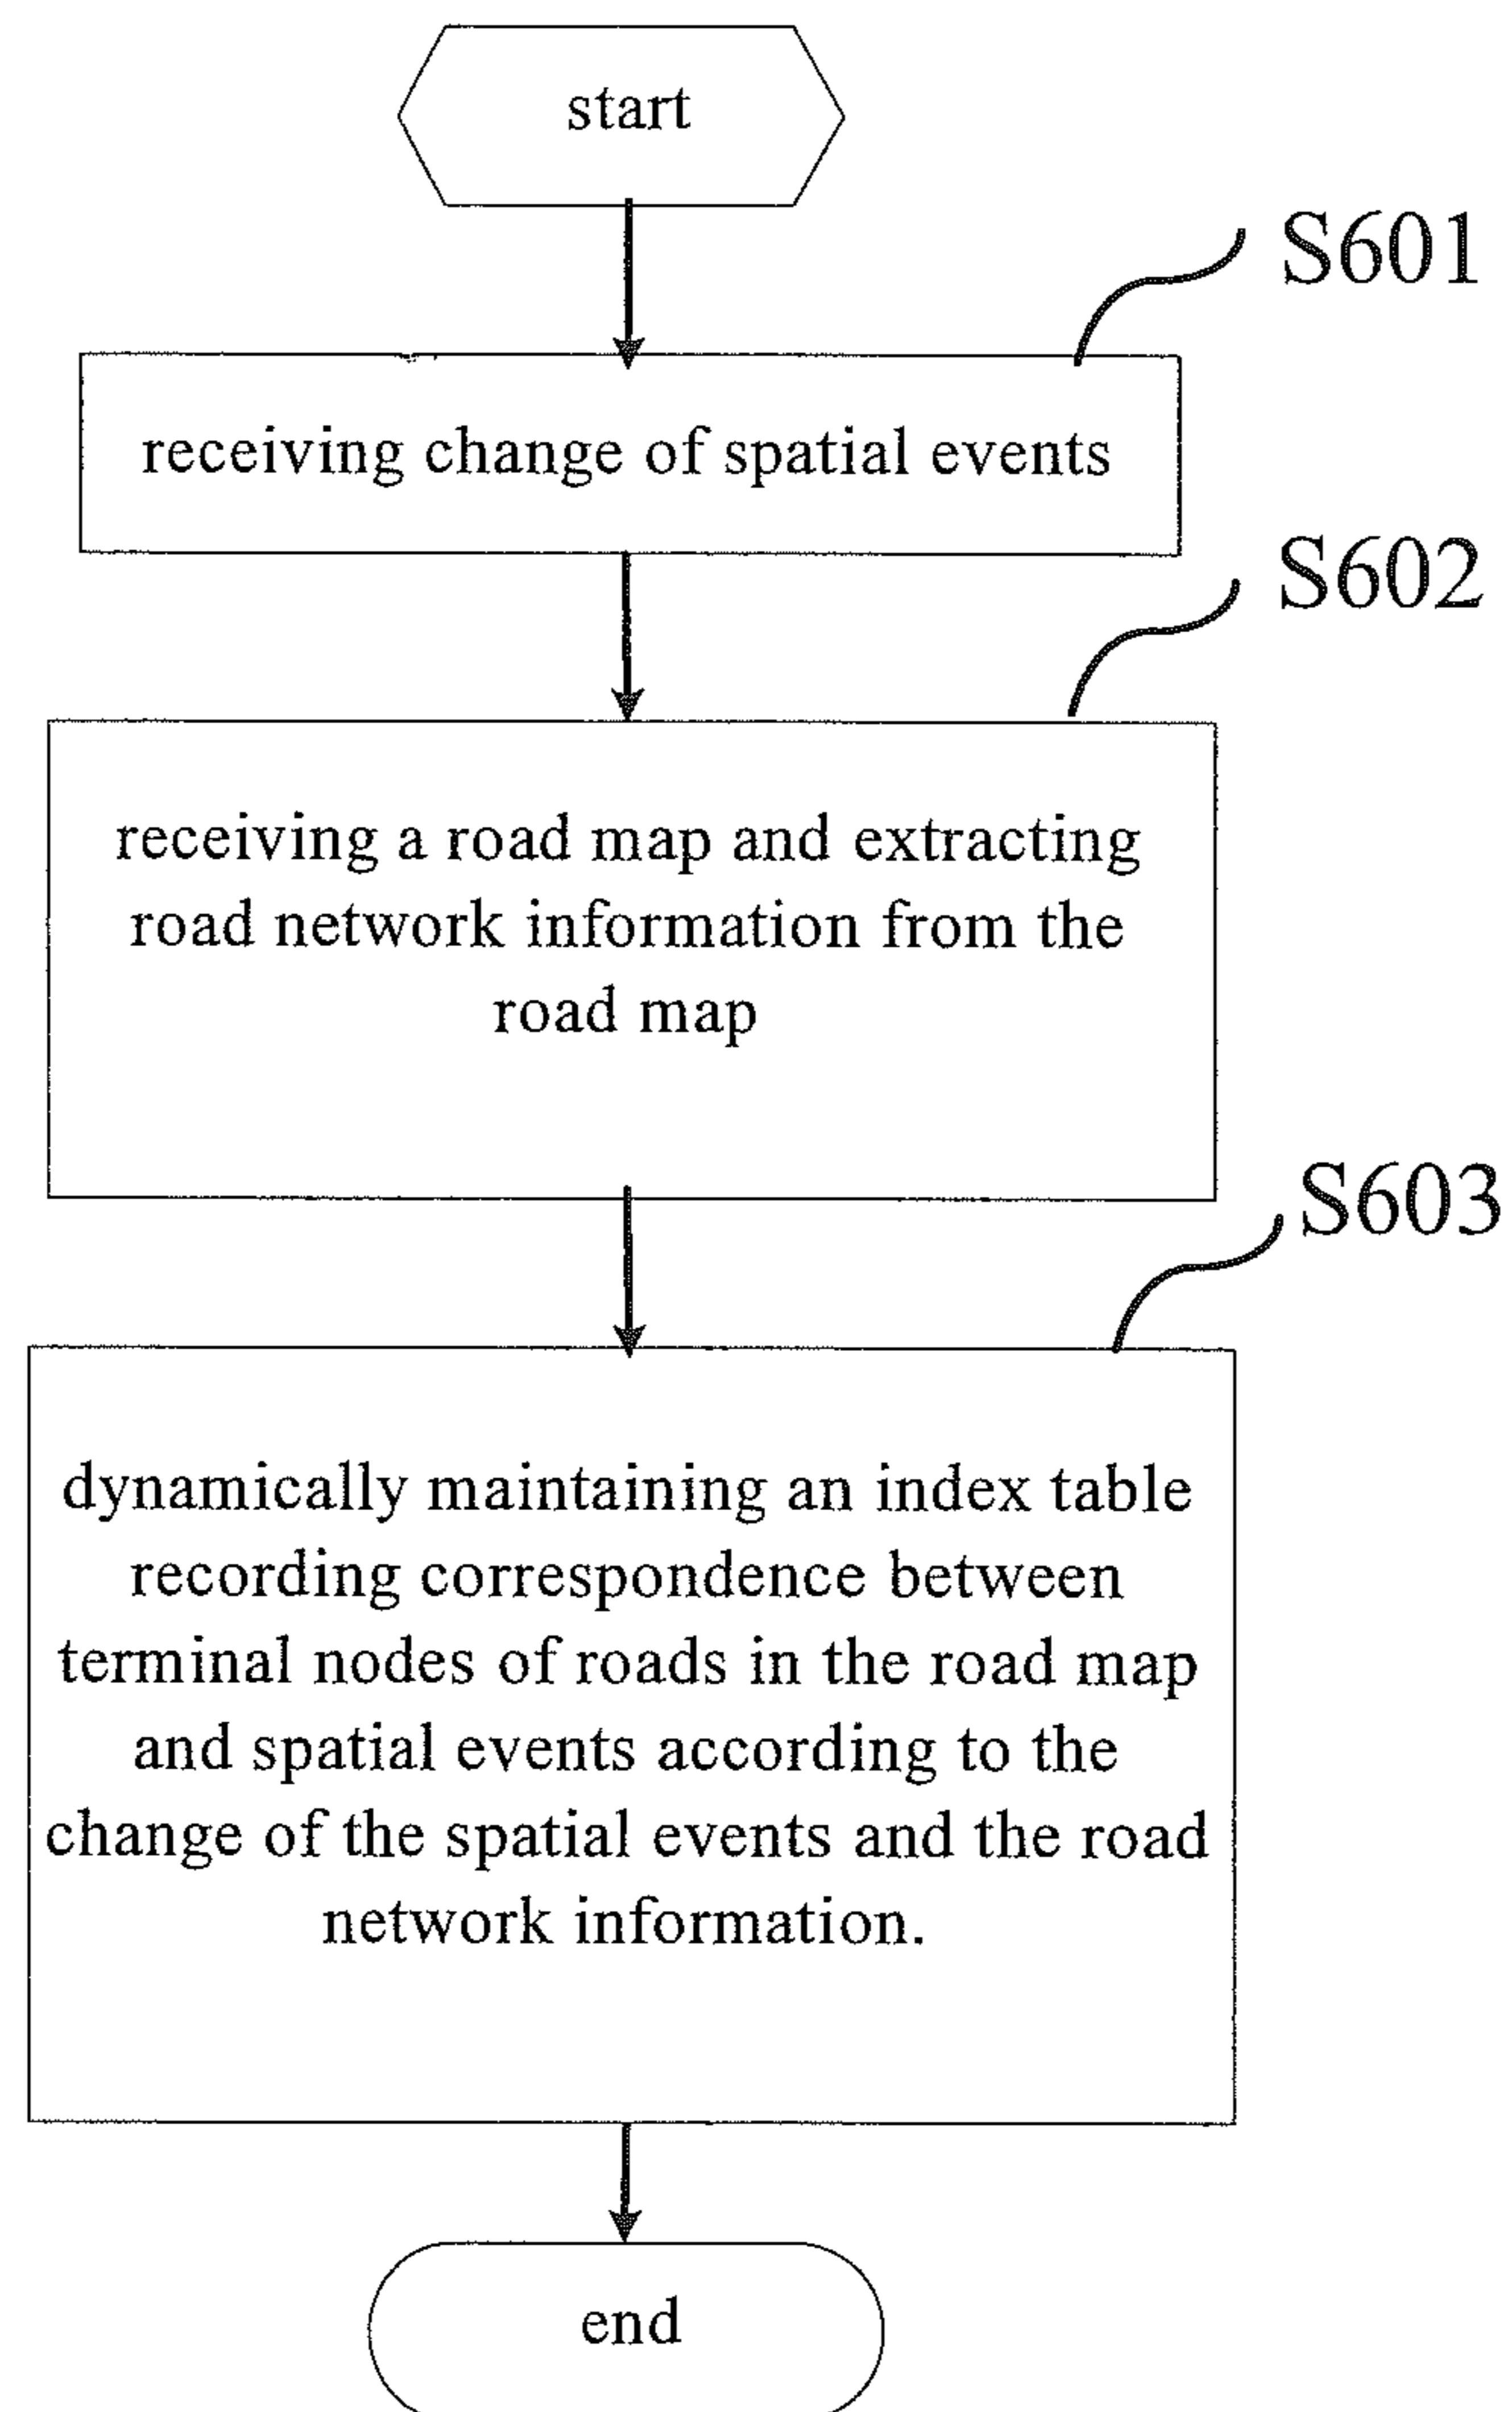 start
S601
receiving change of spatial events
S602
receiving a road map and extracting
road network information from the
road map
S603
dynamically maintaining an index table
recording correspondence between
terminal nodes of roads in the road map
and spatial events according to the
change of the spatial events and the road
network information.
end